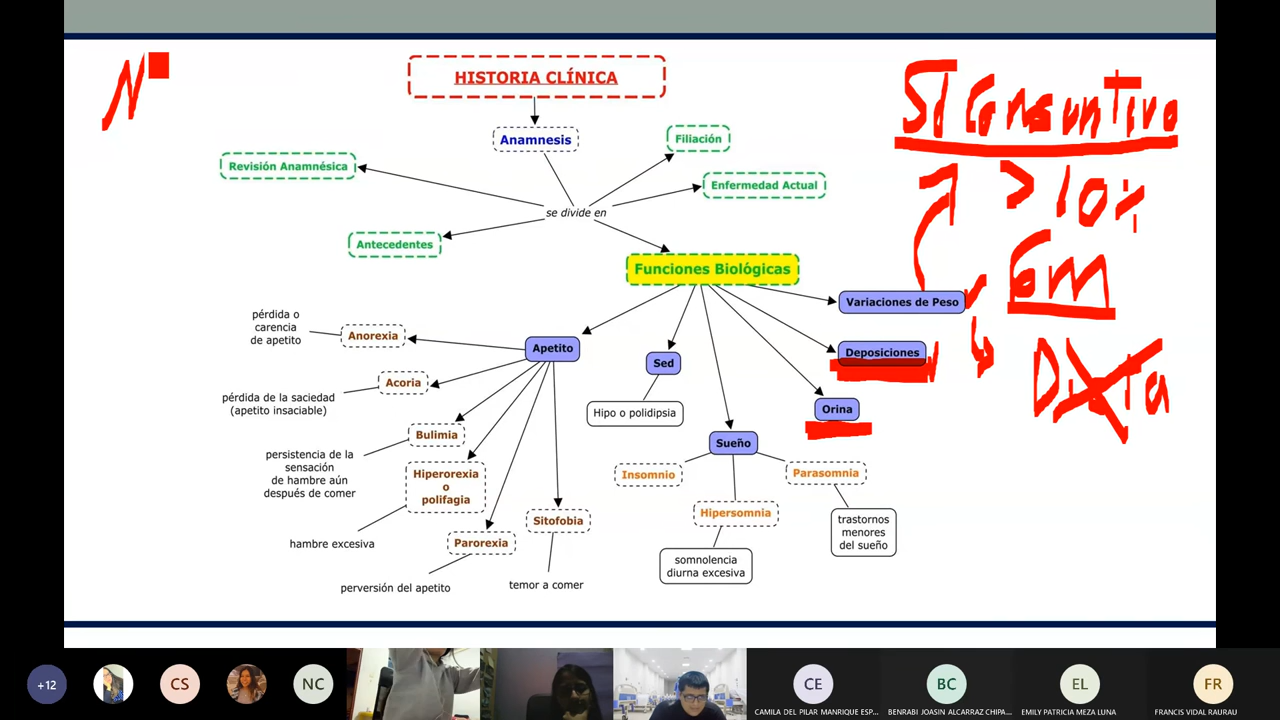 N
HISTORIA CLÍNICA
Anamnesis
Revisión Anamnésica
Filiación
Enfermedad Actual
se divide en
Antecedentes
Funciones Biológicas
Variaciones de Peso
Deposiciones
Orina
Sueño
Sed
Apetito
Hipo o polidipsia
Insomnio
Hipersomnia
Parasomnia
somnolencia
diurna excesiva
trastornos
menores
del sueño
Anorexia
pérdida o
carencia
de apetito
Acoria
pérdida de la saciedad
(apetito insaciable)
Bulimia
persistencia de la
sensación
de hambre aún
después de comer
Hiperorexia
o
polifagia
hambre excesiva
Parorexia
perversión del apetito
Sitofobia
temor a comer
Sd Consuntivo
> 10%
6m
Dieta
+12
CS
NC
CE
CAMILA DEL PILAR MANRIQUE ESP...
BC
BENRABI JOASIN ALCARRAZ CHIPA...
EL
EMILY PATRICIA MEZA LUNA
FR
FRANCIS VIDAL RAURAU